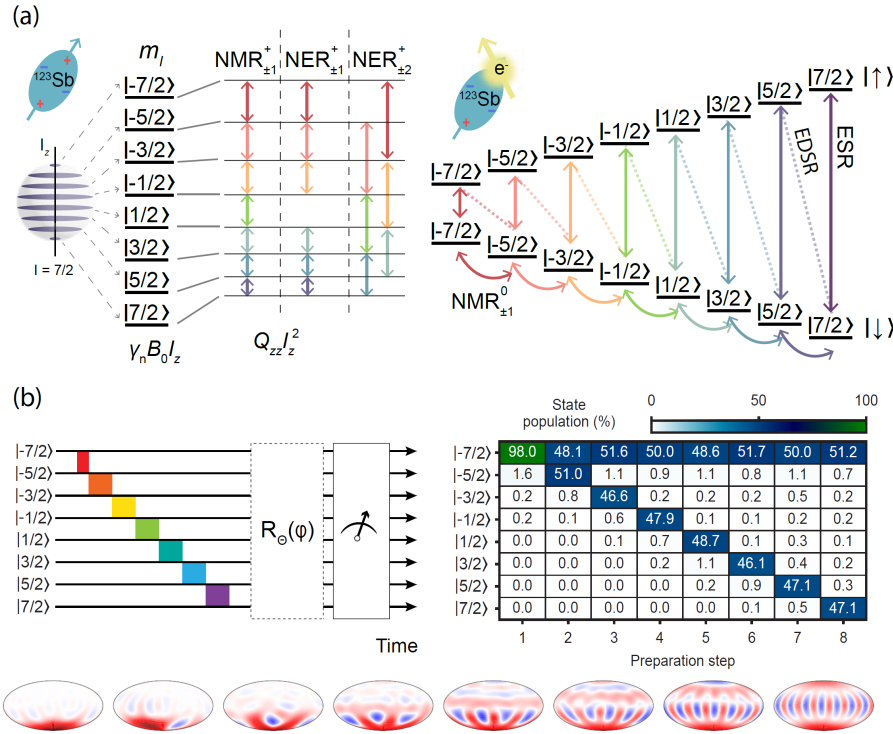 (a)
123Sb
m_I
|-7/2⟩
|-5/2⟩
|-3/2⟩
|-1/2⟩
|1/2⟩
|3/2⟩
|5/2⟩
|7/2⟩
I_z
I = 7/2
γ_nB_0I_z
NMR^+_±1
NER^+_±1
NER^+_±2
Q_zzI_z^2
e-
123Sb
|-7/2⟩
|-5/2⟩
|-3/2⟩
|-1/2⟩
|1/2⟩
|3/2⟩
|5/2⟩
|7/2⟩
|↑⟩
EDSR
ESR
|-7/2⟩
|-5/2⟩
|-3/2⟩
|-1/2⟩
|1/2⟩
|3/2⟩
|5/2⟩
|7/2⟩
|↓⟩
NMR^0_±1
(b)
|-7/2⟩
|-5/2⟩
|-3/2⟩
|-1/2⟩
|1/2⟩
|3/2⟩
|5/2⟩
|7/2⟩
R_Θ(φ)
Time
State
population (%)
0 50 100
|-7/2⟩ 98.0 48.1 51.6 50.0 48.6 51.7 50.0 51.2
|-5/2⟩ 1.6 51.0 1.1 0.9 1.1 0.8 1.1 0.7
|-3/2⟩ 0.2 0.8 46.6 0.2 0.2 0.2 0.5 0.2
|-1/2⟩ 0.2 0.1 0.6 47.9 0.1 0.1 0.2 0.2
|1/2⟩ 0.0 0.0 0.1 0.7 48.7 0.1 0.3 0.1
|3/2⟩ 0.0 0.0 0.0 0.2 1.1 46.1 0.4 0.2
|5/2⟩ 0.0 0.0 0.0 0.0 0.2 0.9 47.1 0.3
|7/2⟩ 0.0 0.0 0.0 0.0 0.0 0.1 0.5 47.1
1 2 3 4 5 6 7 8
Preparation step